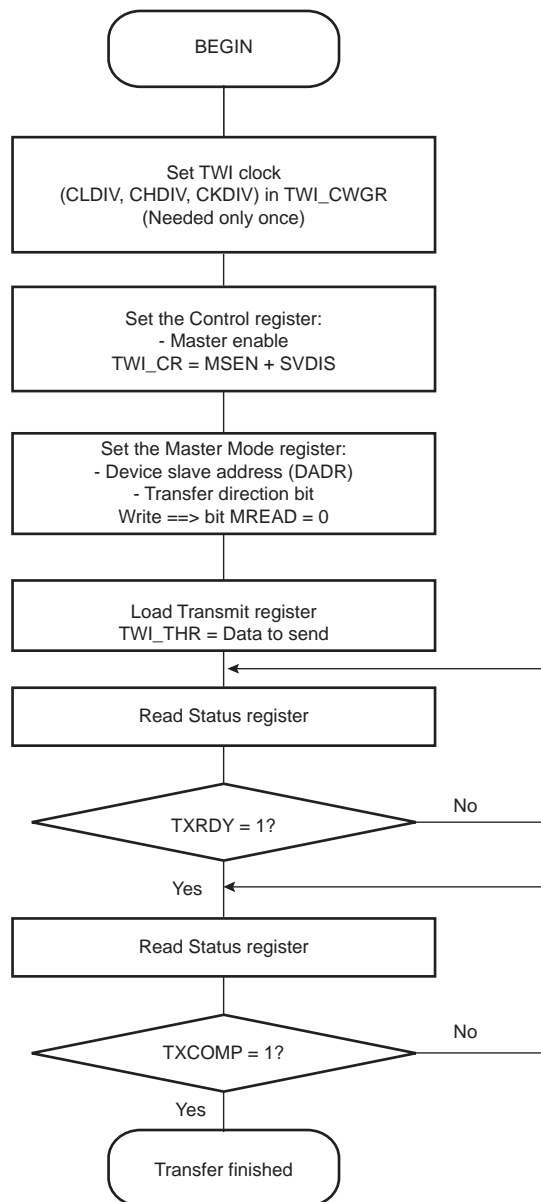 BEGIN
Set TWI clock
(CLDIV, CHDIV, CKDIV) in TWI_CWGR
(Needed only once)
Set the Control register:
- Master enable
TWI_CR = MSEN + SVDIS
Set the Master Mode register:
- Device slave address (DADR)
- Transfer direction bit
Write ==> bit MREAD = 0
Load Transmit register
TWI_THR = Data to send
Read Status register
TXRDY = 1?
No
Yes
Read Status register
TXCOMP = 1?
No
Yes
Transfer finished